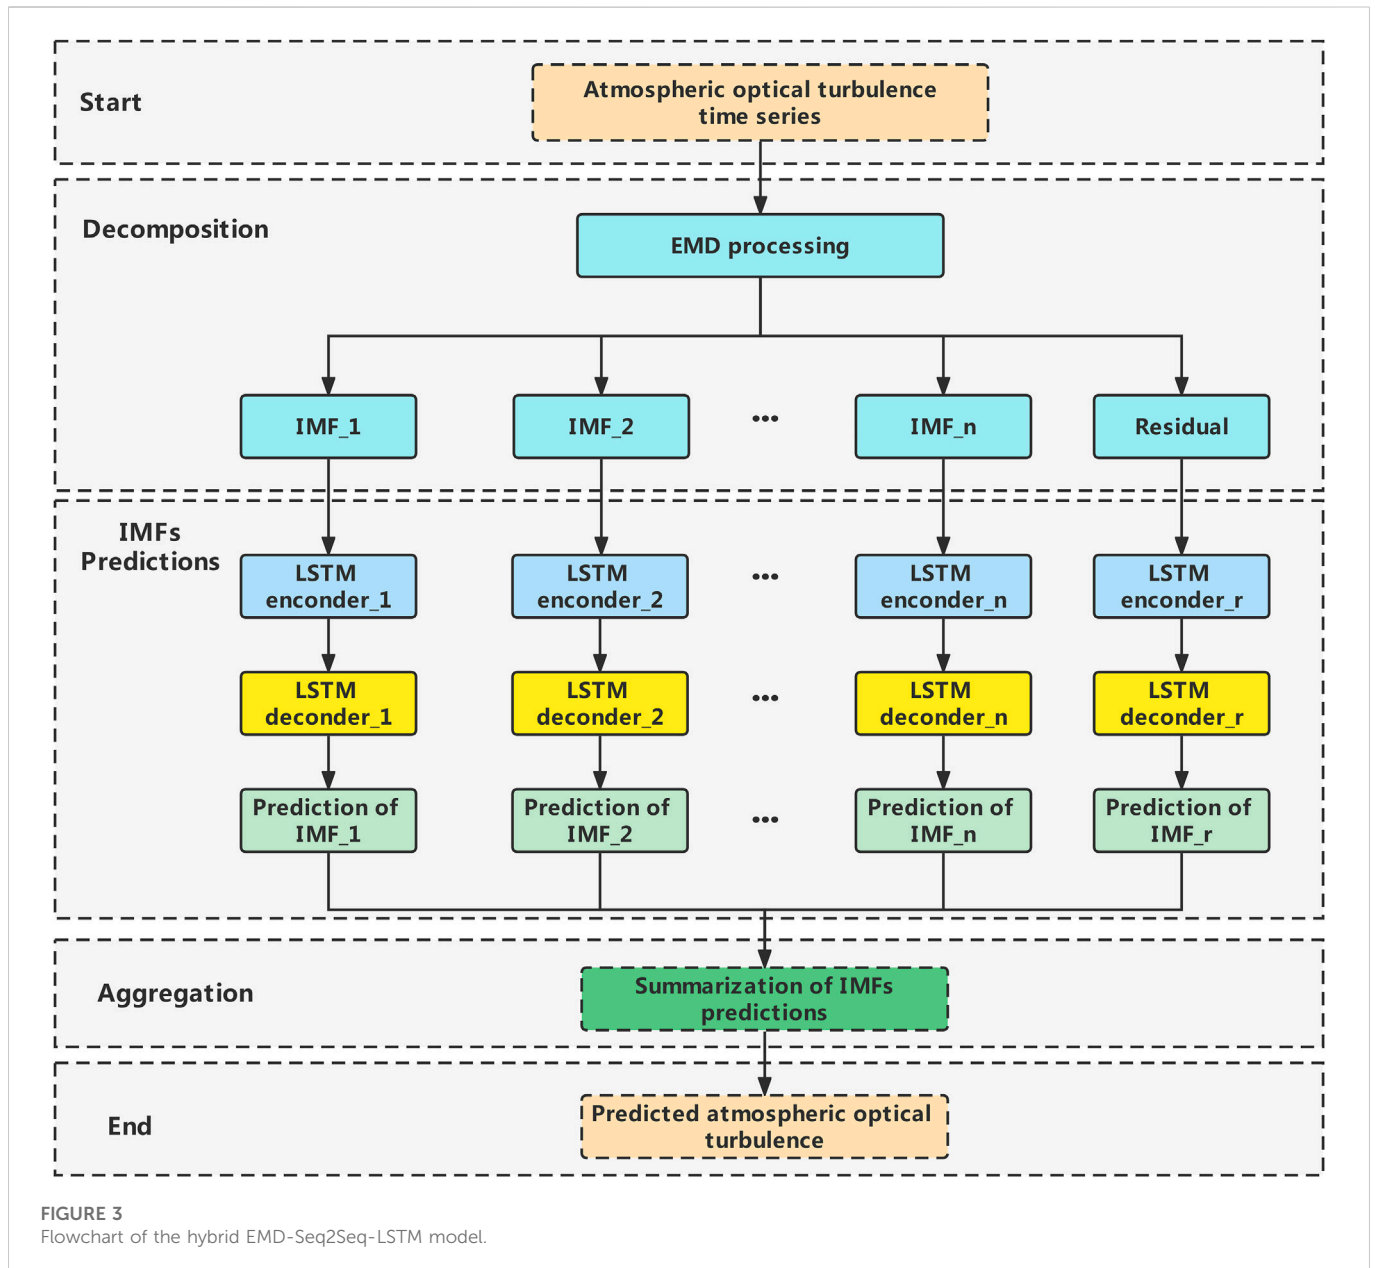 Start
Atmospheric optical turbulence
time series
Decomposition
EMD processing
IMF_1
IMF_2
...
IMF_n
Residual
IMFs
Predictions
LSTM
enconder_1
LSTM
enconder_2
...
LSTM
enconder_n
LSTM
enconder_r
LSTM
deconder_1
LSTM
deconder_2
...
LSTM
deconder_n
LSTM
deconder_r
Prediction of
IMF_1
Prediction of
IMF_2
...
Prediction of
IMF_n
Prediction of
IMF_r
Aggregation
Summarization of IMFs
predictions
End
Predicted atmospheric optical
turbulence
FIGURE 3
Flowchart of the hybrid EMD-Seq2Seq-LSTM model.